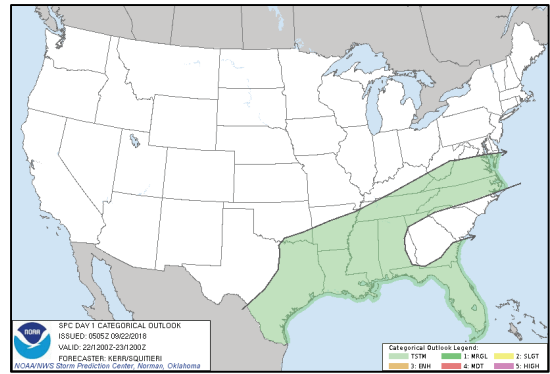 NOAA
SPC DAY 1 CATEGORICAL OUTLOOK
ISSUED: 0505Z 09/22/2018
VALID: 22/1200Z-23/1200Z
FORECASTER: KERR/SQUITIERI
NOAA/NWS Storm Prediction Center, Norman, Oklahoma
Categorical Outlook Legend:
TSTM 1: MRGL 2: SLGT
3: ENH 4: MDT 5: HIGH